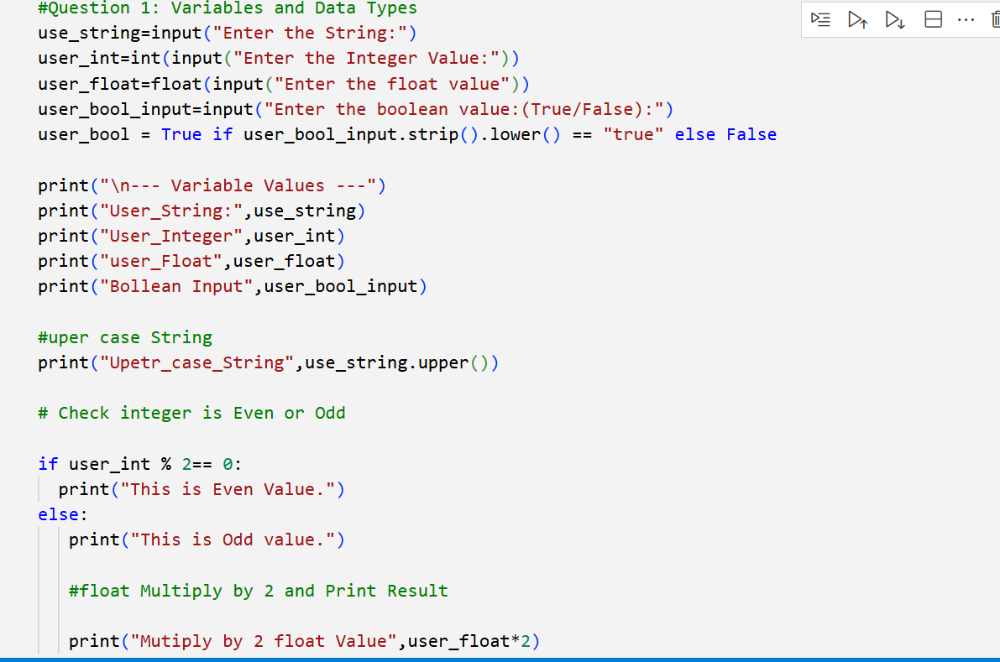 #Question 1: Variables and Data Types
use_string=input("Enter the String:")
user_int=int(input("Enter the Integer Value:"))
user_float=float(input("Enter the float value"))
user_bool_input=input("Enter the boolean value:(True/False):")
user_bool = True if user_bool_input.strip().lower() == "true" else False
print("\n--- Variable Values ---")
print("User_String:",use_string)
print("User_Integer",user_int)
print("user_Float",user_float)
print("Bollean Input",user_bool_input)
#uper case String
print("Upetr_case_String",use_string.upper())
# Check integer is Even or Odd
if user_int % 2== 0:
  print("This is Even Value.")
else:
   print("This is Odd value.")
   #float Multiply by 2 and Print Result
   print("Mutiply by 2 float Value",user_float*2)